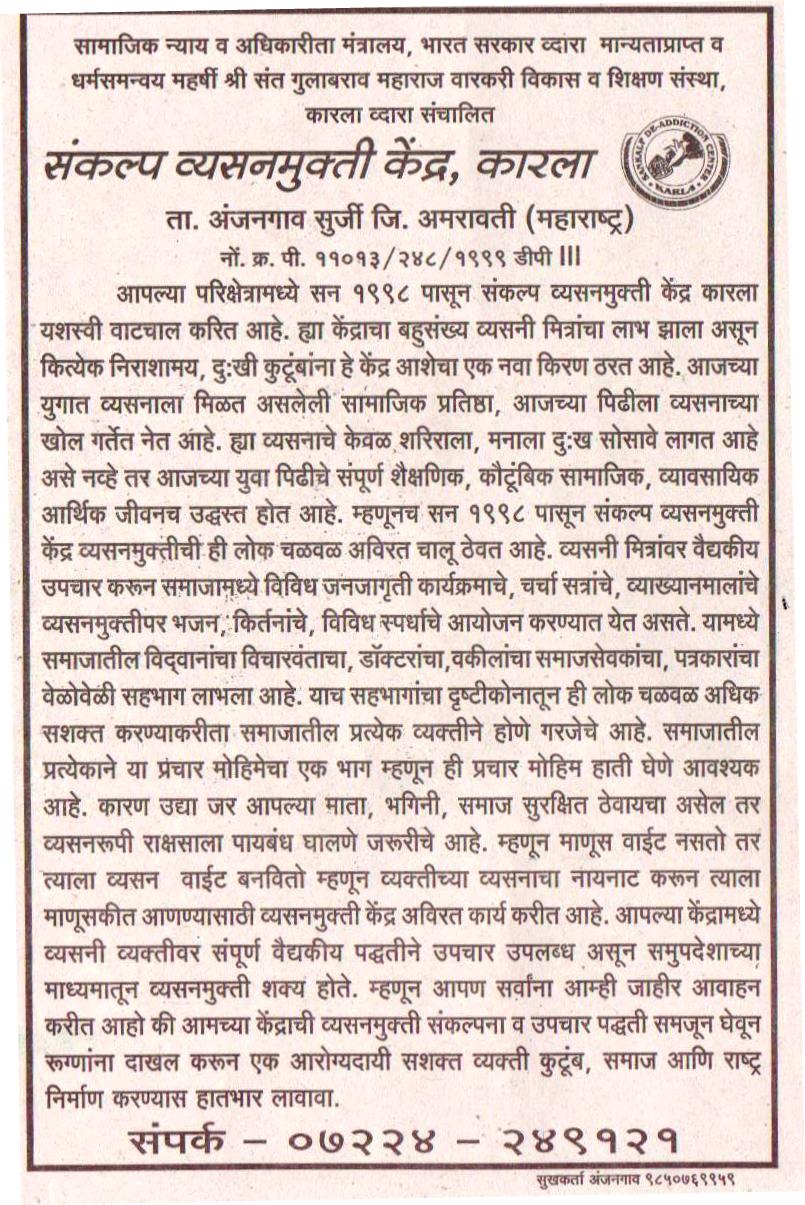 सामाजिक न्याय व अधिकारीता मंत्रालय, भारत सरकार व्दारा मान्यताप्राप्त व
धर्मसमन्वय महर्षी श्री संत गुलाबराव महाराज वारकरी विकास व शिक्षण संस्था,
कारला व्दारा संचालित
संकल्प व्यसनमुक्ती केंद्र, कारला
SANKALP DE-ADDICTION CENTER
KARLA
ता. अंजनगाव सुर्जी जि. अमरावती (महाराष्ट्र)
नों. क्र. पी. ११०१३/२४८/१९९९ डीपी III
आपल्या परिक्षेत्रामध्ये सन १९९८ पासून संकल्प व्यसनमुक्ती केंद्र कारला
यशस्वी वाटचाल करित आहे. ह्या केंद्राचा बहुसंख्य व्यसनी मित्रांचा लाभ झाला असून
कित्येक निराशामय, दुःखी कुटूंबांना हे केंद्र आशेचा एक नवा किरण ठरत आहे. आजच्या
युगात व्यसनाला मिळत असलेली सामाजिक प्रतिष्ठा, आजच्या पिढीला व्यसनाच्या
खोल गर्तेत नेत आहे. ह्या व्यसनाचे केवळ शरिराला, मनाला दुःख सोसावे लागत आहे
असे नव्हे तर आजच्या युवा पिढीचे संपूर्ण शैक्षणिक, कौटूंबिक सामाजिक, व्यावसायिक
आर्थिक जीवनच उद्धस्त होत आहे. म्हणूनच सन १९९८ पासून संकल्प व्यसनमुक्ती
केंद्र व्यसनमुक्तीची ही लोक चळवळ अविरत चालू ठेवत आहे. व्यसनी मित्रांवर वैद्यकीय
उपचार करून समाजामध्ये विविध जनजागृती कार्यक्रमाचे, चर्चा सत्रांचे, व्याख्यानमालांचे
व्यसनमुक्तीपर भजन, किर्तनांचे, विविध स्पर्धाचे आयोजन करण्यात येत असते. यामध्ये
समाजातील विद्वानांचा विचारवंताचा, डॉक्टरांचा,वकीलांचा समाजसेवकांचा, पत्रकारांचा
वेळोवेळी सहभाग लाभला आहे. याच सहभागांचा दृष्टीकोनातून ही लोक चळवळ अधिक
सशक्त करण्याकरीता समाजातील प्रत्येक व्यक्तीने होणे गरजेचे आहे. समाजातील
प्रत्येकाने या प्रचार मोहिमेचा एक भाग म्हणून ही प्रचार मोहिम हाती घेणे आवश्यक
आहे. कारण उद्या जर आपल्या माता, भगिनी, समाज सुरक्षित ठेवायचा असेल तर
व्यसनरूपी राक्षसाला पायबंध घालणे जरूरीचे आहे. म्हणून माणूस वाईट नसतो तर
त्याला व्यसन वाईट बनवितो म्हणून व्यक्तीच्या व्यसनाचा नायनाट करून त्याला
माणूसकीत आणण्यासाठी व्यसनमुक्ती केंद्र अविरत कार्य करीत आहे. आपल्या केंद्रामध्ये
व्यसनी व्यक्तीवर संपूर्ण वैद्यकीय पद्धतीने उपचार उपलब्ध असून समुपदेशाच्या
माध्यमातून व्यसनमुक्ती शक्य होते. म्हणून आपण सर्वांना आम्ही जाहीर आवाहन
करीत आहो की आमच्या केंद्राची व्यसनमुक्ती संकल्पना व उपचार पद्धती समजून घेवून
रूग्णांना दाखल करून एक आरोग्यदायी सशक्त व्यक्ती कुटूंब, समाज आणि राष्ट्र
निर्माण करण्यास हातभार लावावा.
संपर्क - ०७२२४ - २४९१२१
सुखकर्ता अंजनगाव ९८५०७६९९५९